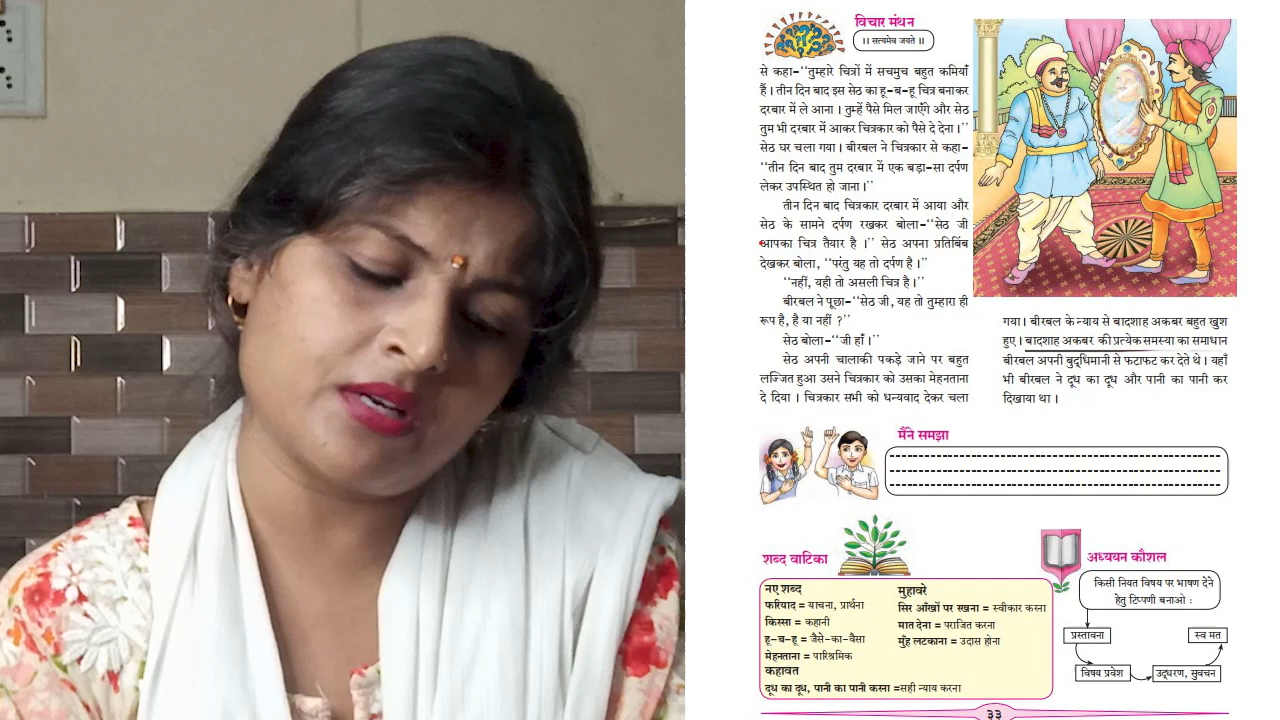 विचार मंथन
।। सत्यमेव जयते ।।
से कहा-‘‘तुम्हारे चित्रों में सचमुच बहुत कमियाँ
हैं । तीन दिन बाद इस सेठ का हू-ब-हू चित्र बनाकर
दरबार में ले आना । तुम्हें पैसे मिल जाएँगे और सेठ
तुम भी दरबार में आकर चित्रकार को पैसे दे देना ।’’
सेठ घर चला गया । बीरबल ने चित्रकार से कहा-
‘‘तीन दिन बाद तुम दरबार में एक बड़ा-सा दर्पण
लेकर उपस्थित हो जाना ।’’
तीन दिन बाद चित्रकार दरबार में आया और
सेठ के सामने दर्पण रखकर बोला-‘‘सेठ जी
आपका चित्र तैयार है ।’’ सेठ अपना प्रतिबिंब
देखकर बोला, ‘‘परंतु यह तो दर्पण है ।’’
‘‘नहीं, यही तो असली चित्र है ।’’
बीरबल ने पूछा-‘‘सेठ जी, यह तो तुम्हारा ही
रूप है, है या नहीं ?’’
सेठ बोला-‘‘जी हाँ ।’’
सेठ अपनी चालाकी पकड़े जाने पर बहुत
लज्जित हुआ उसने चित्रकार को उसका मेहनताना
दे दिया । चित्रकार सभी को धन्यवाद देकर चला
गया। बीरबल के न्याय से बादशाह अकबर बहुत खुश
हुए । बादशाह अकबर की प्रत्येक समस्या का समाधान
बीरबल अपनी बुद्धिमानी से फटाफट कर देते थे । यहाँ
भी बीरबल ने दूध का दूध और पानी का पानी कर
दिखाया था ।
मैंने समझा
शब्द वाटिका
नए शब्द
फरियाद = याचना, प्रार्थना
किस्सा = कहानी
हू-ब-हू = जैसे-का-वैसा
मेहनताना = पारिश्रमिक
कहावत
दूध का दूध, पानी का पानी करना =सही न्याय करना
मुहावरे
सिर आँखों पर रखना = स्वीकार करना
मात देना = पराजित करना
मुँह लटकाना = उदास होना
अध्ययन कौशल
किसी नियत विषय पर भाषण देने
हेतु टिप्पणी बनाओ :
प्रस्तावना
स्व मत
विषय प्रवेश
उद्धरण, सुवचन
३३